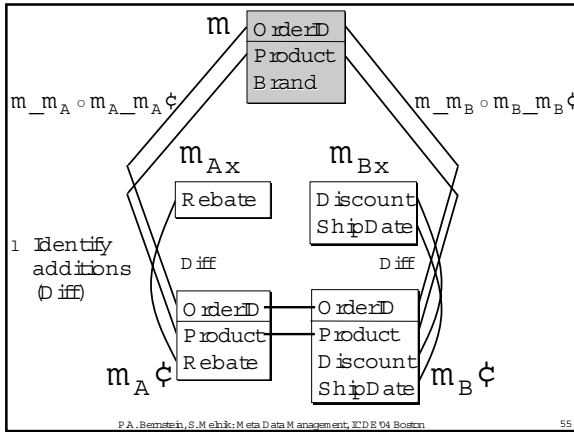 m
OrderID
Product
Brand
m_mA ∘ mA_mA¢
m_mB ∘ mB_mB¢
mAx
mBx
Rebate
Discount
ShipDate
l Identify
additions
(Diff)
Diff
Diff
OrderID
Product
Rebate
OrderID
Product
Discount
ShipDate
mA¢
mB¢
P.A. Bernstein, S. Melnik: Meta Data Management, ICDE'04 Boston
55